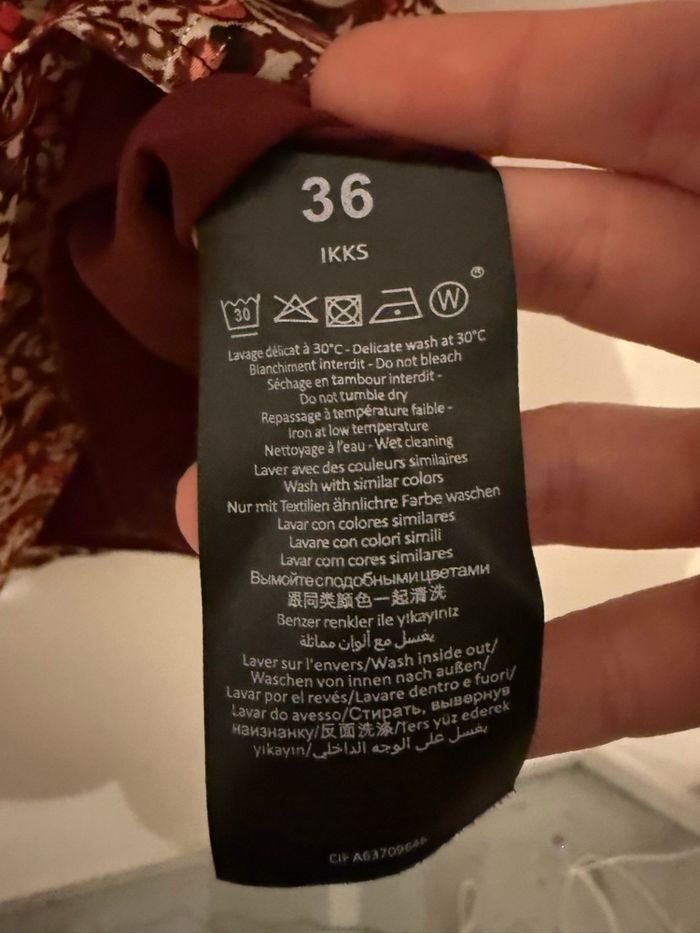 36
IKKS
30 W ®
Lavage délicat à 30°C - Delicate wash at 30°C
Blanchiment interdit - Do not bleach
Séchage en tambour interdit -
Do not tumble dry
Repassage à température faible -
Iron at low temperature
Nettoyage à l'eau - Wet cleaning
Laver avec des couleurs similaires
Wash with similar colors
Nur mit Textilien ähnlichre Farbe waschen
Lavar con colores similares
Lavare con colori simili
Lavar com cores similares
Вымойте сподобными цветами
跟同类颜色一起清洗
Benzer renkler ile yıkayınız
يغسل مع ألوان مماثلة
Laver sur l'envers/Wash inside out/
Waschen von innen nach außen/
Lavar por el revés/Lavare dentro e fuori/
Lavar do avesso/Стирать, вывернув
наизнанку/反面洗涤/Ters yüz ederek
yıkayın/يغسل على الوجه الداخلي
CIF